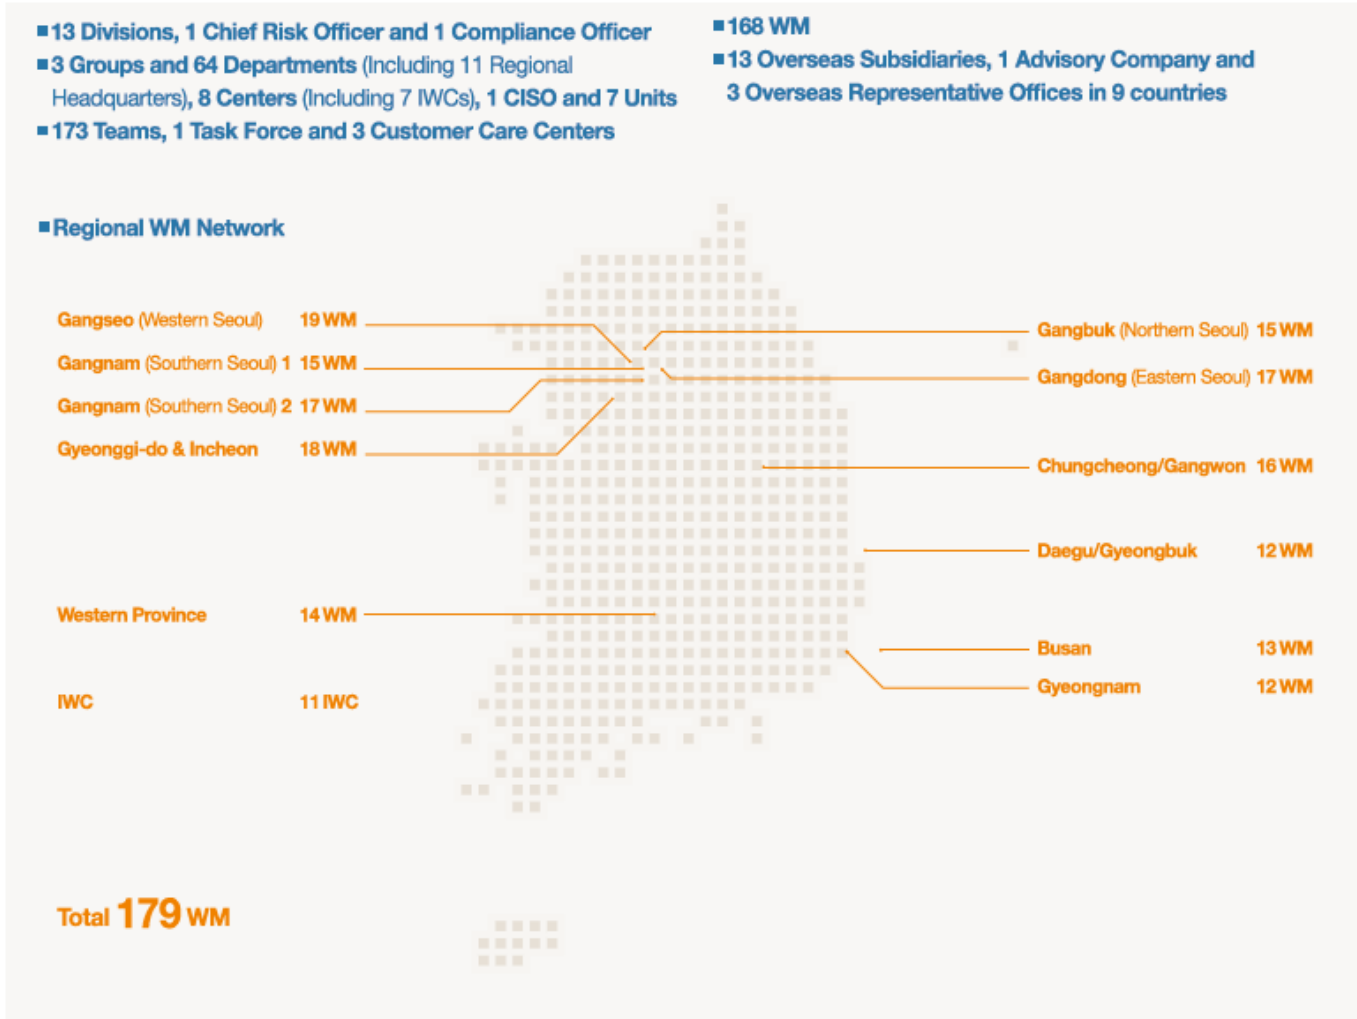 ■13 Divisions, 1 Chief Risk Officer and 1 Compliance Officer
■3 Groups and 64 Departments (Including 11 Regional
Headquarters), 8 Centers (Including 7 IWCs), 1 CISO and 7 Units
■173 Teams, 1 Task Force and 3 Customer Care Centers
■168 WM
■13 Overseas Subsidiaries, 1 Advisory Company and
3 Overseas Representative Offices in 9 countries
■Regional WM Network
Gangseo (Western Seoul) 19 WM
Gangnam (Southern Seoul) 1 15 WM
Gangnam (Southern Seoul) 2 17 WM
Gyeonggi-do & Incheon 18 WM
Western Province 14 WM
IWC 11 IWC
Gangbuk (Northern Seoul) 15 WM
Gangdong (Eastern Seoul) 17 WM
Chungcheong/Gangwon 16 WM
Daegu/Gyeongbuk 12 WM
Busan 13 WM
Gyeongnam 12 WM
Total 179 WM